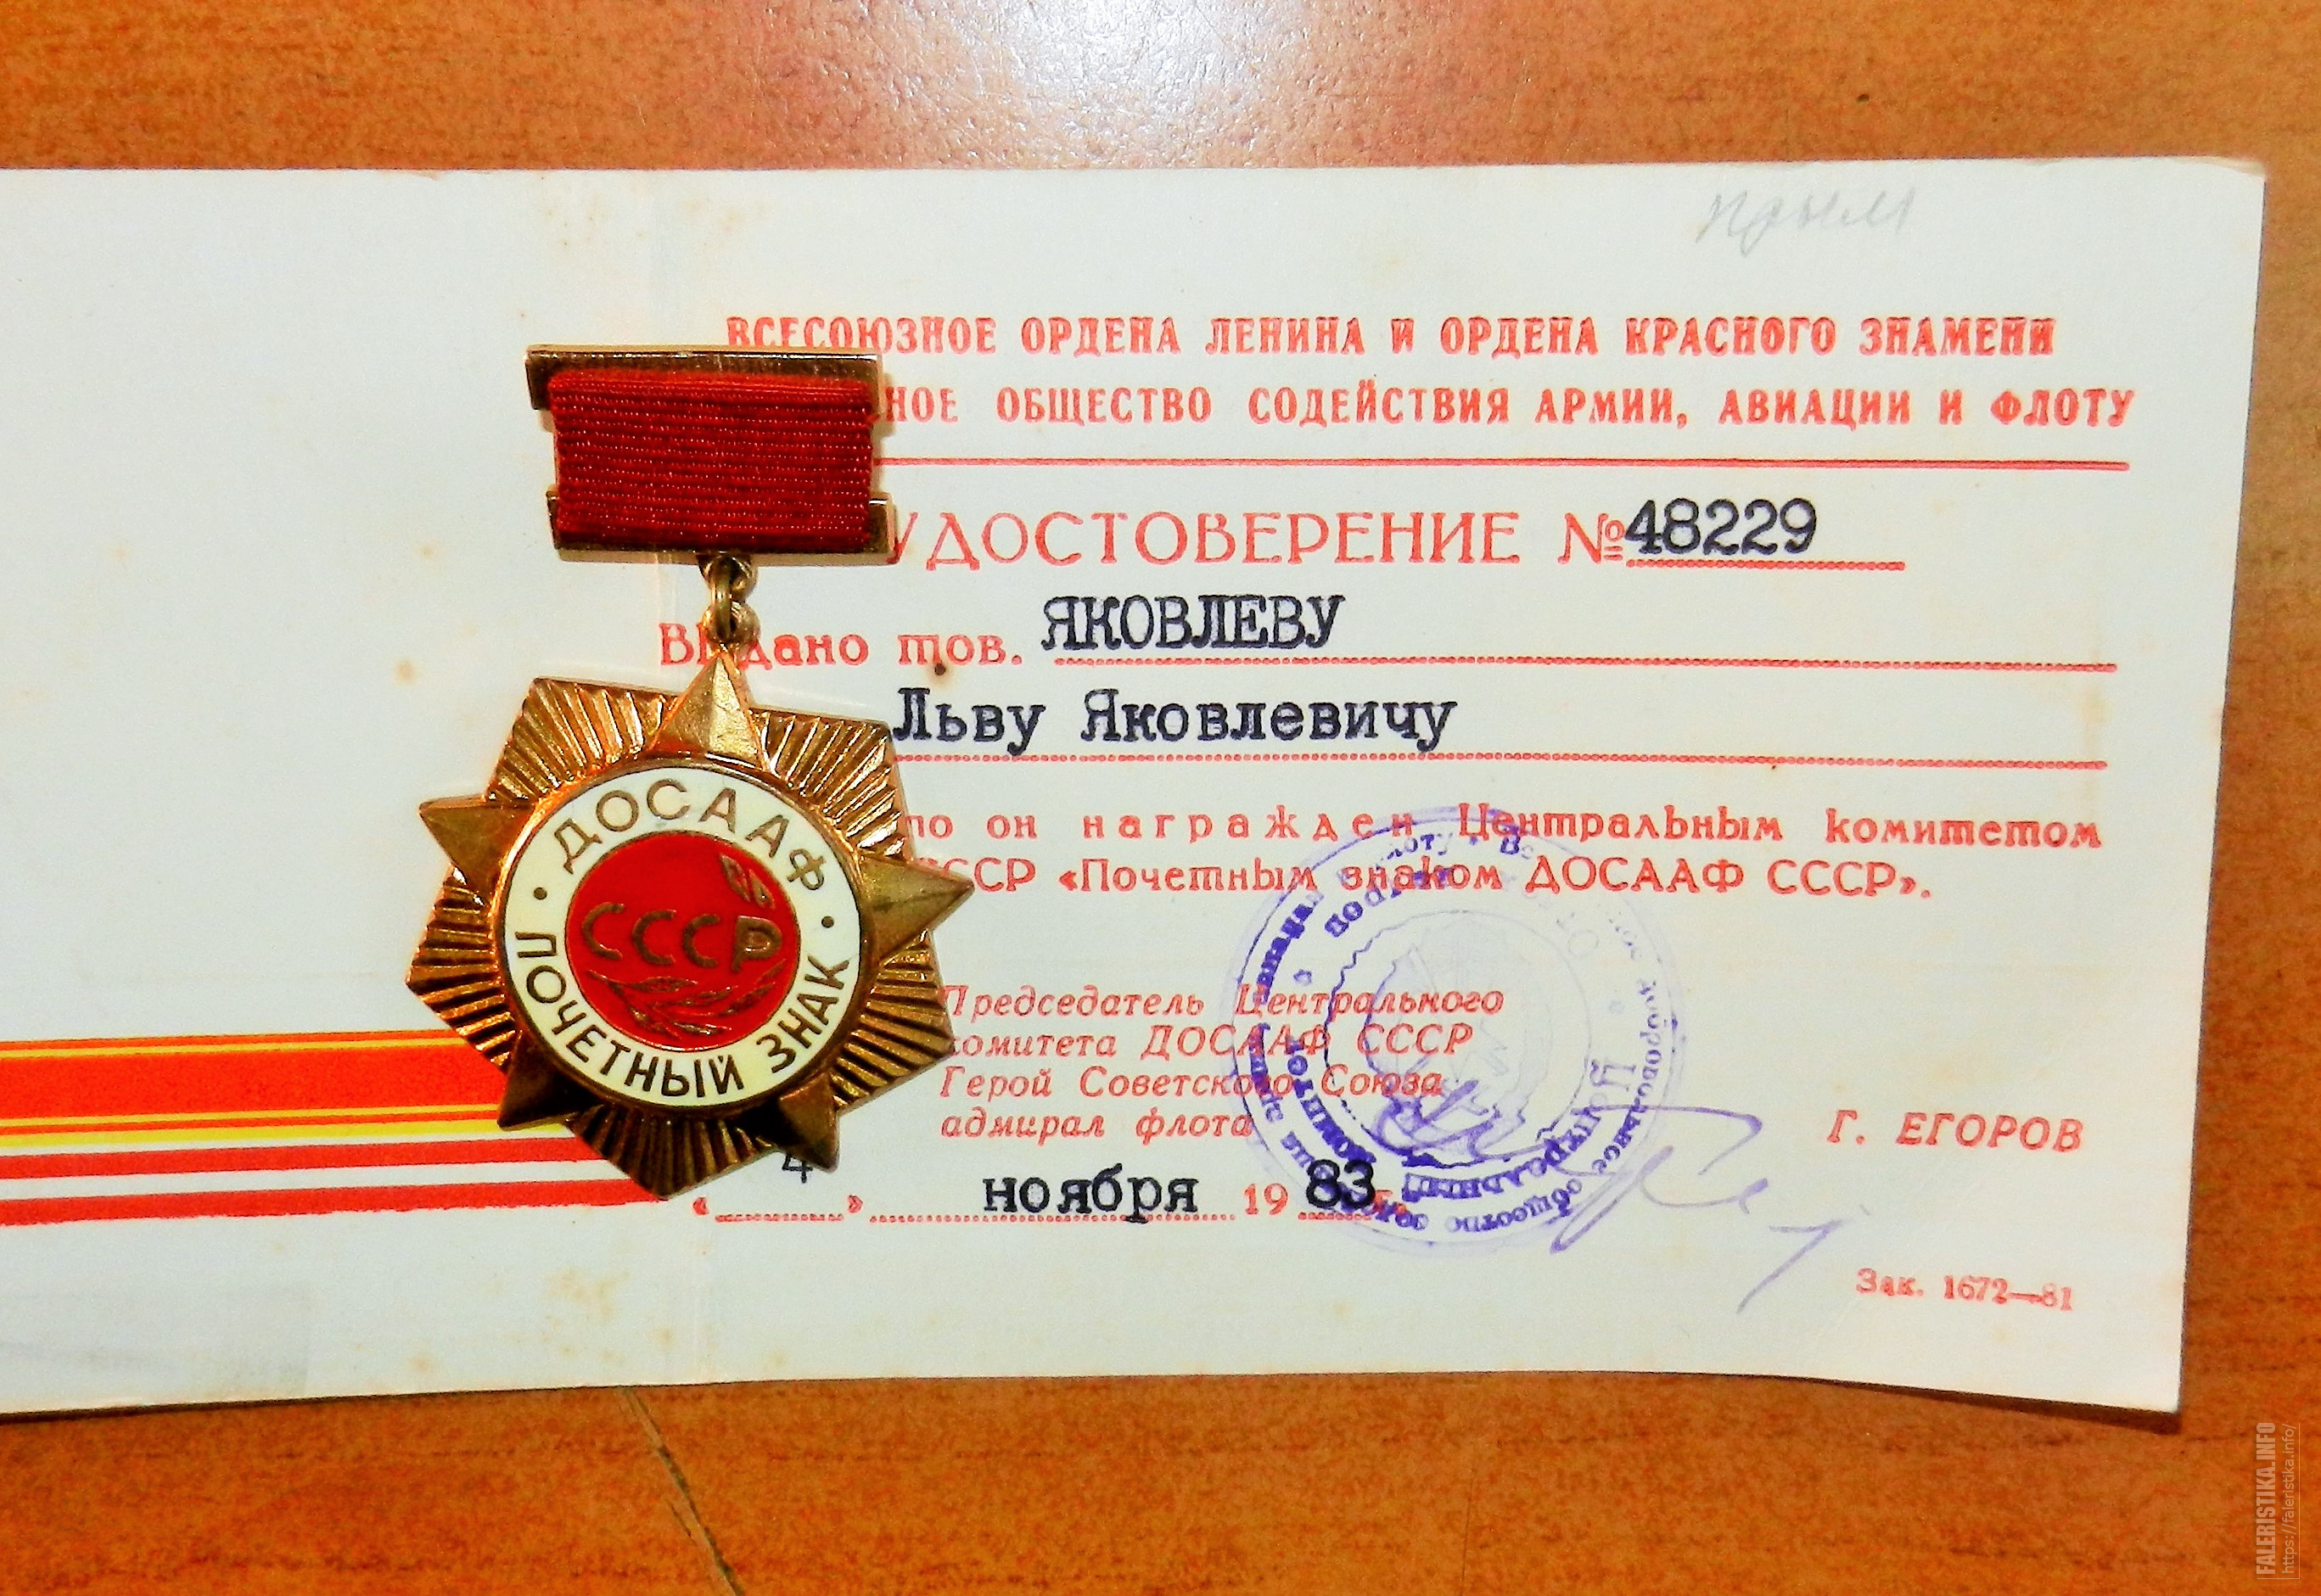 Крым
ВСЕСОЮЗНОЕ ОРДЕНА ЛЕНИНА И ОРДЕНА КРАСНОГО ЗНАМЕНИ
НОЕ ОБЩЕСТВО СОДЕЙСТВИЯ АРМИИ, АВИАЦИИ И ФЛОТУ
УДОСТОВЕРЕНИЕ №48229
Выдано тов. ЯКОВЛЕВУ
Льву Яковлевичу
то он награжден Центральным комитетом
СССР «Почетным знаком ДОСААФ СССР».
Председатель Центрального
комитета ДОСААФ СССР
Герой Советского Союза
адмирал флота
Г. ЕГОРОВ
«4» ноября 1983 г.
Зак. 1672—81
ДОСААФ
СССР
ПОЧЕТНЫЙ ЗНАК
FALERISTIKA.INFO
https://faleristika.info/